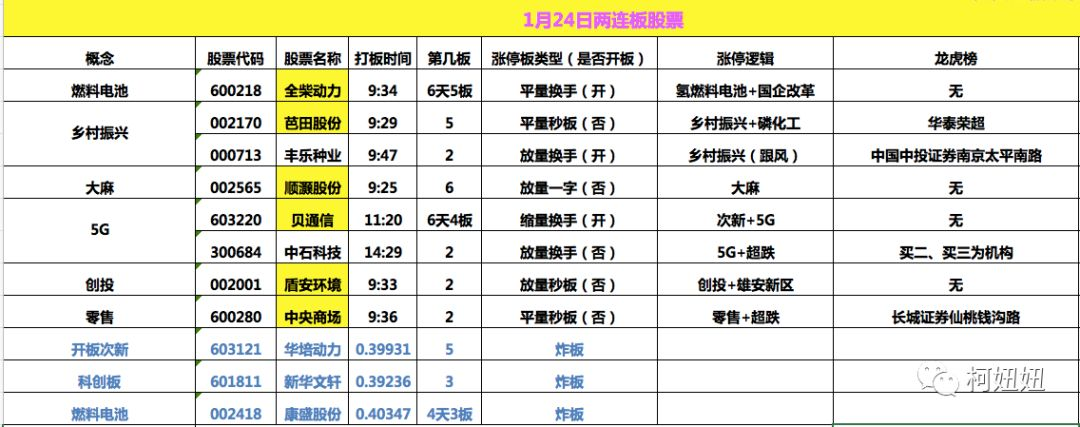 1月24日两连板股票
概念 股票代码 股票名称 打板时间 第几板 涨停板类型（是否开板） 涨停逻辑 龙虎榜
燃料电池 600218 全柴动力 9:34 6天5板 平量换手（开） 氢燃料电池+国企改革 无
乡村振兴 002170 芭田股份 9:29 5 平量秒板（否） 乡村振兴+磷化工 华泰荣超
000713 丰乐种业 9:47 2 放量换手（否） 乡村振兴（跟风） 中国中投证券南京太平南路
大麻 002565 顺灏股份 9:25 6 放量一字（否） 大麻 无
5G 603220 贝通信 11:20 6天4板 缩量换手（开） 次新+5G 无
300684 中石科技 14:29 2 放量换手（否） 5G+超跌 买二、买三为机构
创投 002001 盾安环境 9:33 2 放量秒板（否） 创投+雄安新区 无
零售 600280 中央商场 9:36 2 平量秒板（否） 零售+超跌 长城证券仙桃钱沟路
开板次新 603121 华培动力 0.39931 5 炸板
科创板 601811 新华文轩 0.39236 3 炸板
燃料电池 002418 康盛股份 0.40347 4天3板 炸板
柯妞妞